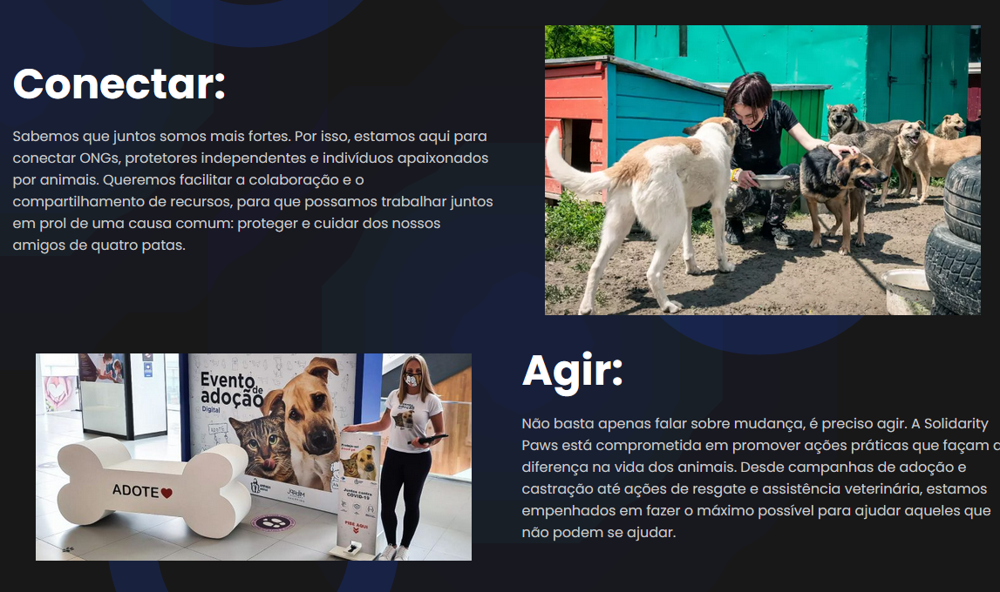 Conectar:
Sabemos que juntos somos mais fortes. Por isso, estamos aqui para
conectar ONGs, protetores independentes e indivíduos apaixonados
por animais. Queremos facilitar a colaboração e o
compartilhamento de recursos, para que possamos trabalhar juntos
em prol de uma causa comum: proteger e cuidar dos nossos
amigos de quatro patas.
Evento de
adoção
Digital
ADOTE
ADOTE
Juntos contra
COVID-19
PISE AQUI
Agir:
Não basta apenas falar sobre mudança, é preciso agir. A Solidarity
Paws está comprometida em promover ações práticas que façam a
diferença na vida dos animais. Desde campanhas de adoção e
castração até ações de resgate e assistência veterinária, estamos
empenhados em fazer o máximo possível para ajudar aqueles que
não podem se ajudar.